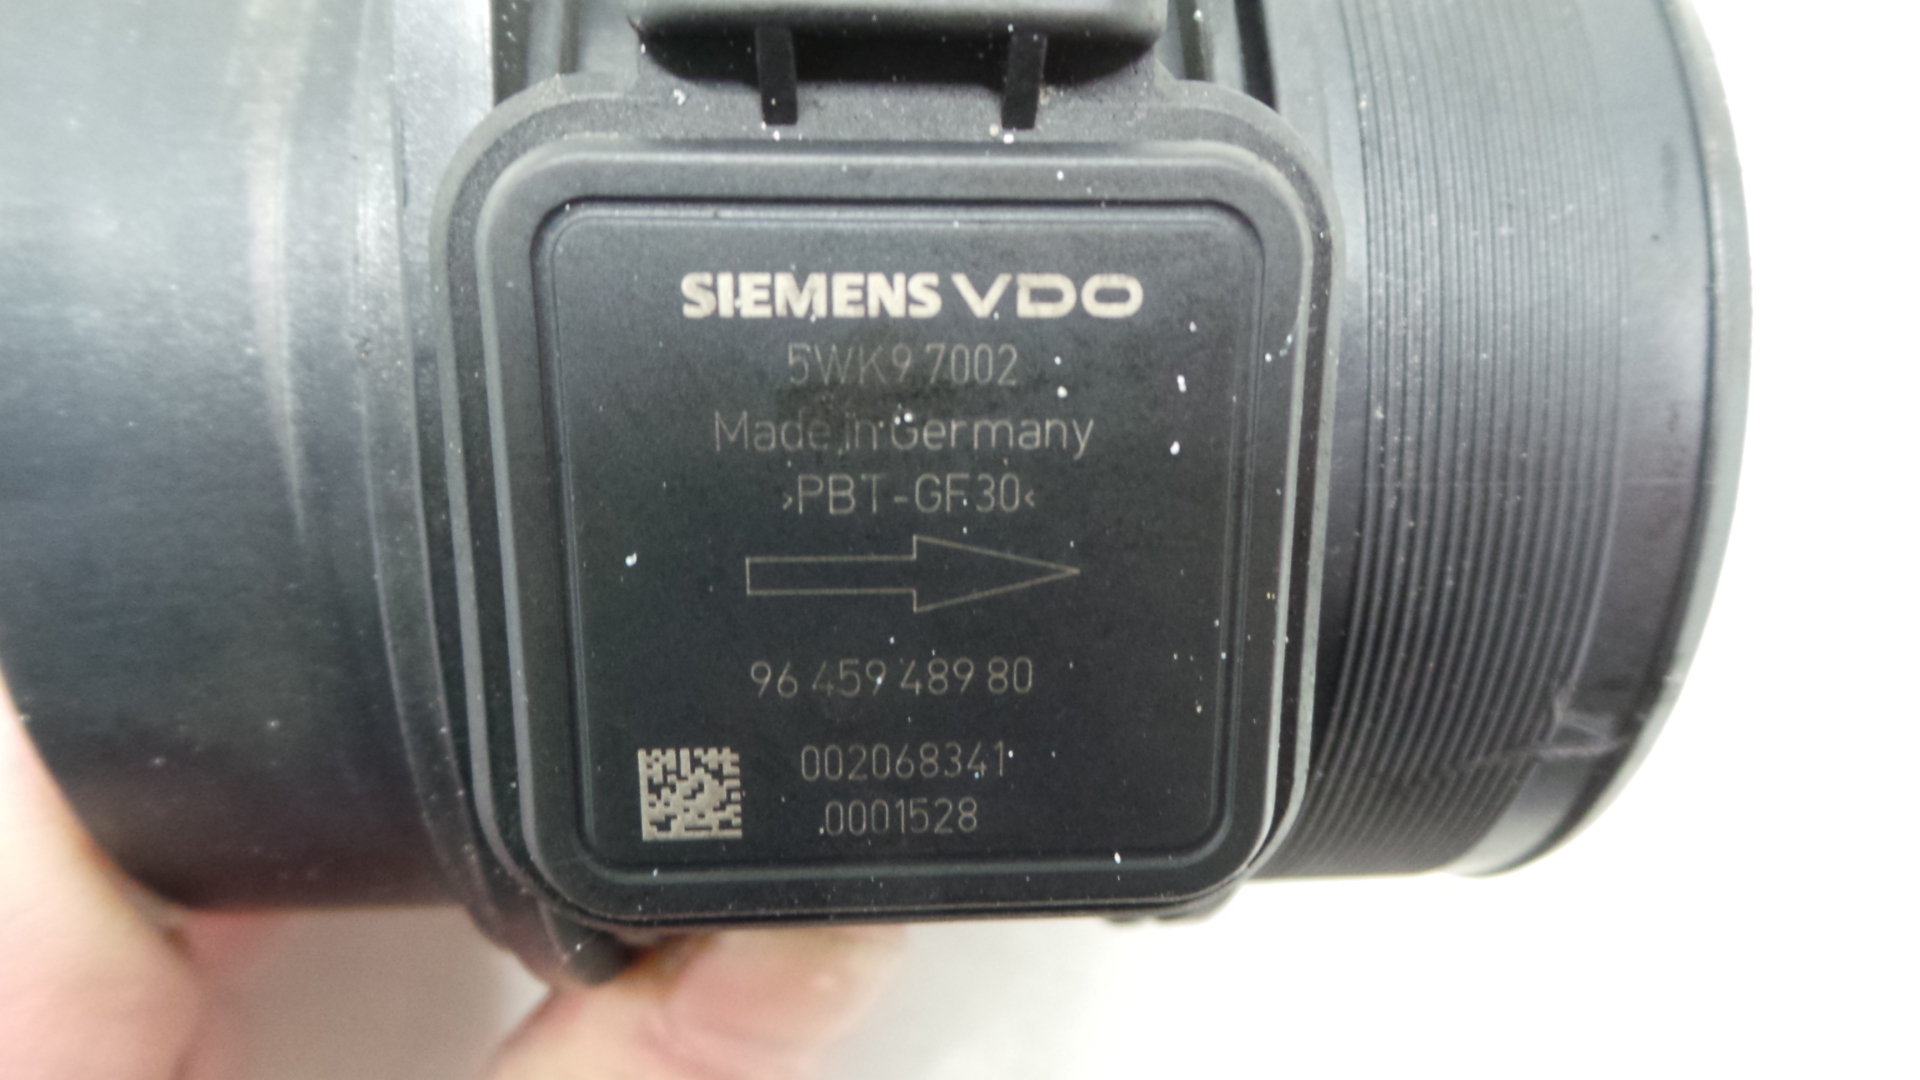 SIEMENS VDO
5WK9 7002
Made in Germany
>PBT-GF30<
96 459 489 80
002068341
0001528